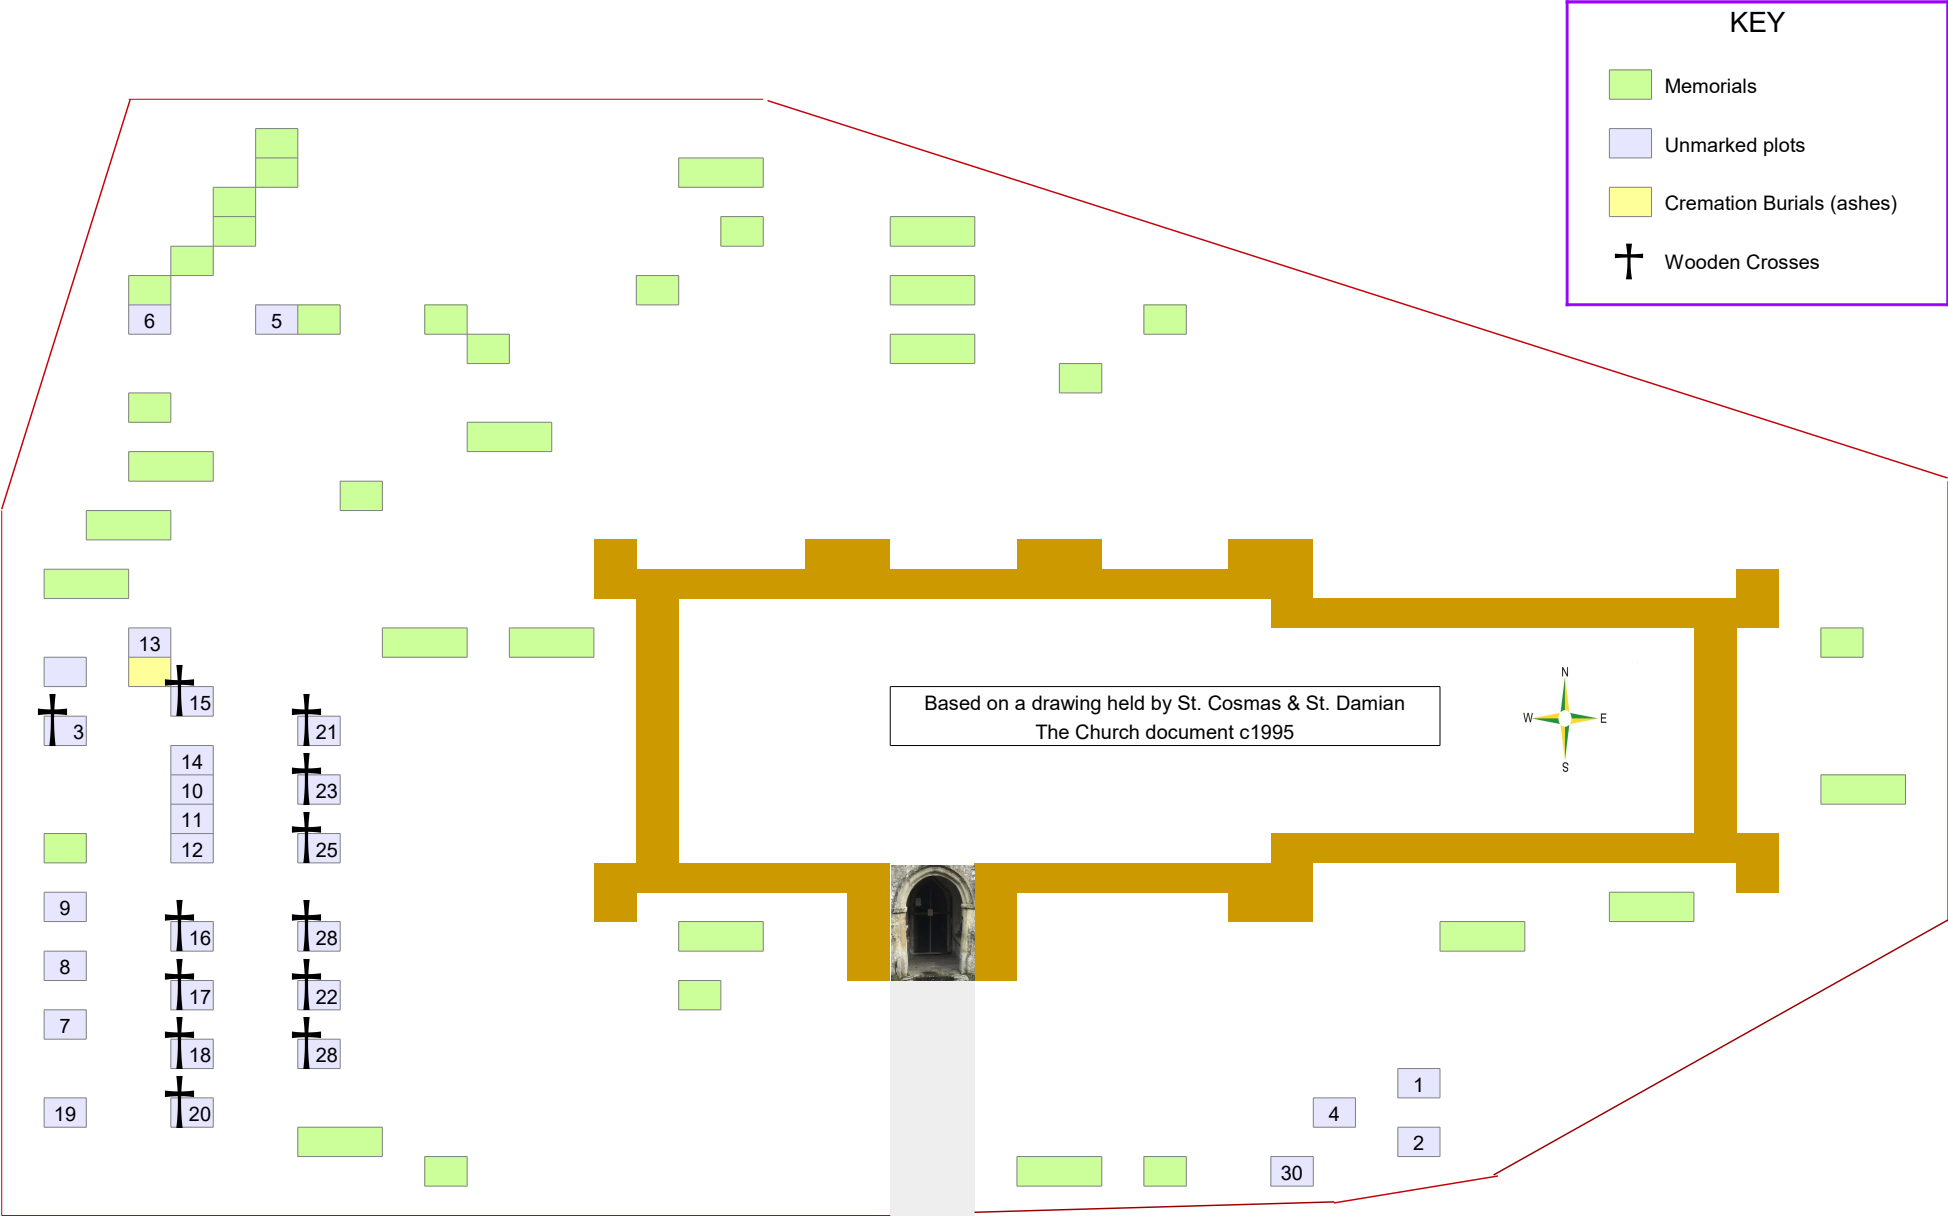 KEY
Memorials
Unmarked plots
Cremation Burials (ashes)
Wooden Crosses
6
5
13
15
3
21
14
10
23
11
12
25
9
16
28
8
17
22
7
18
28
19
20
Based on a drawing held by St. Cosmas & St. Damian
The Church document c1995
N
W
E
S
1
4
2
30